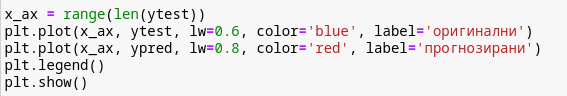 x_ax = range(len(ytest))
plt.plot(x_ax, ytest, lw=0.6, color='blue', label='оригинални')
plt.plot(x_ax, ypred, lw=0.8, color='red', label='прогнозирани')
plt.legend()
plt.show()